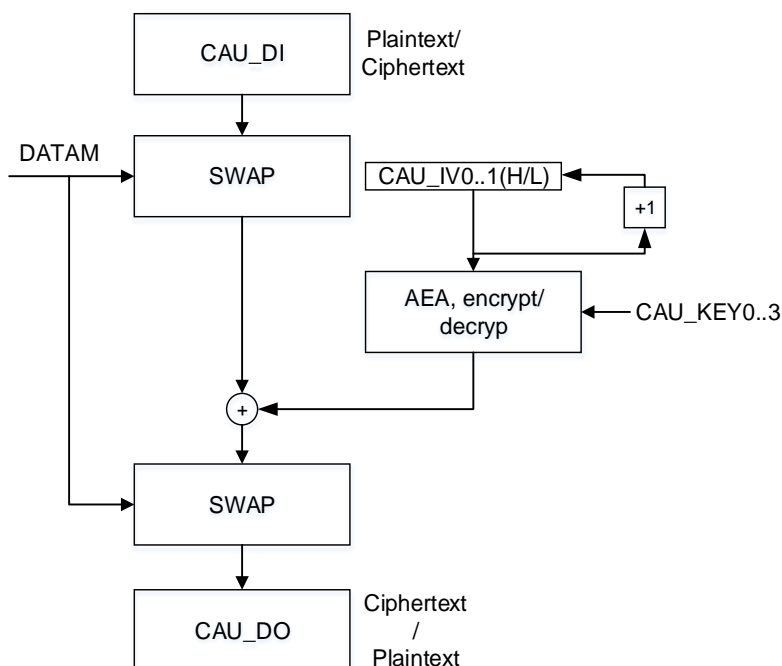 CAU_DI
Plaintext/
Ciphertext
DATAM
SWAP
CAU_IV0..1(H/L)
+1
AEA, encrypt/
decryp
CAU_KEY0..3
+
SWAP
CAU_DO
Ciphertext
/
Plaintext